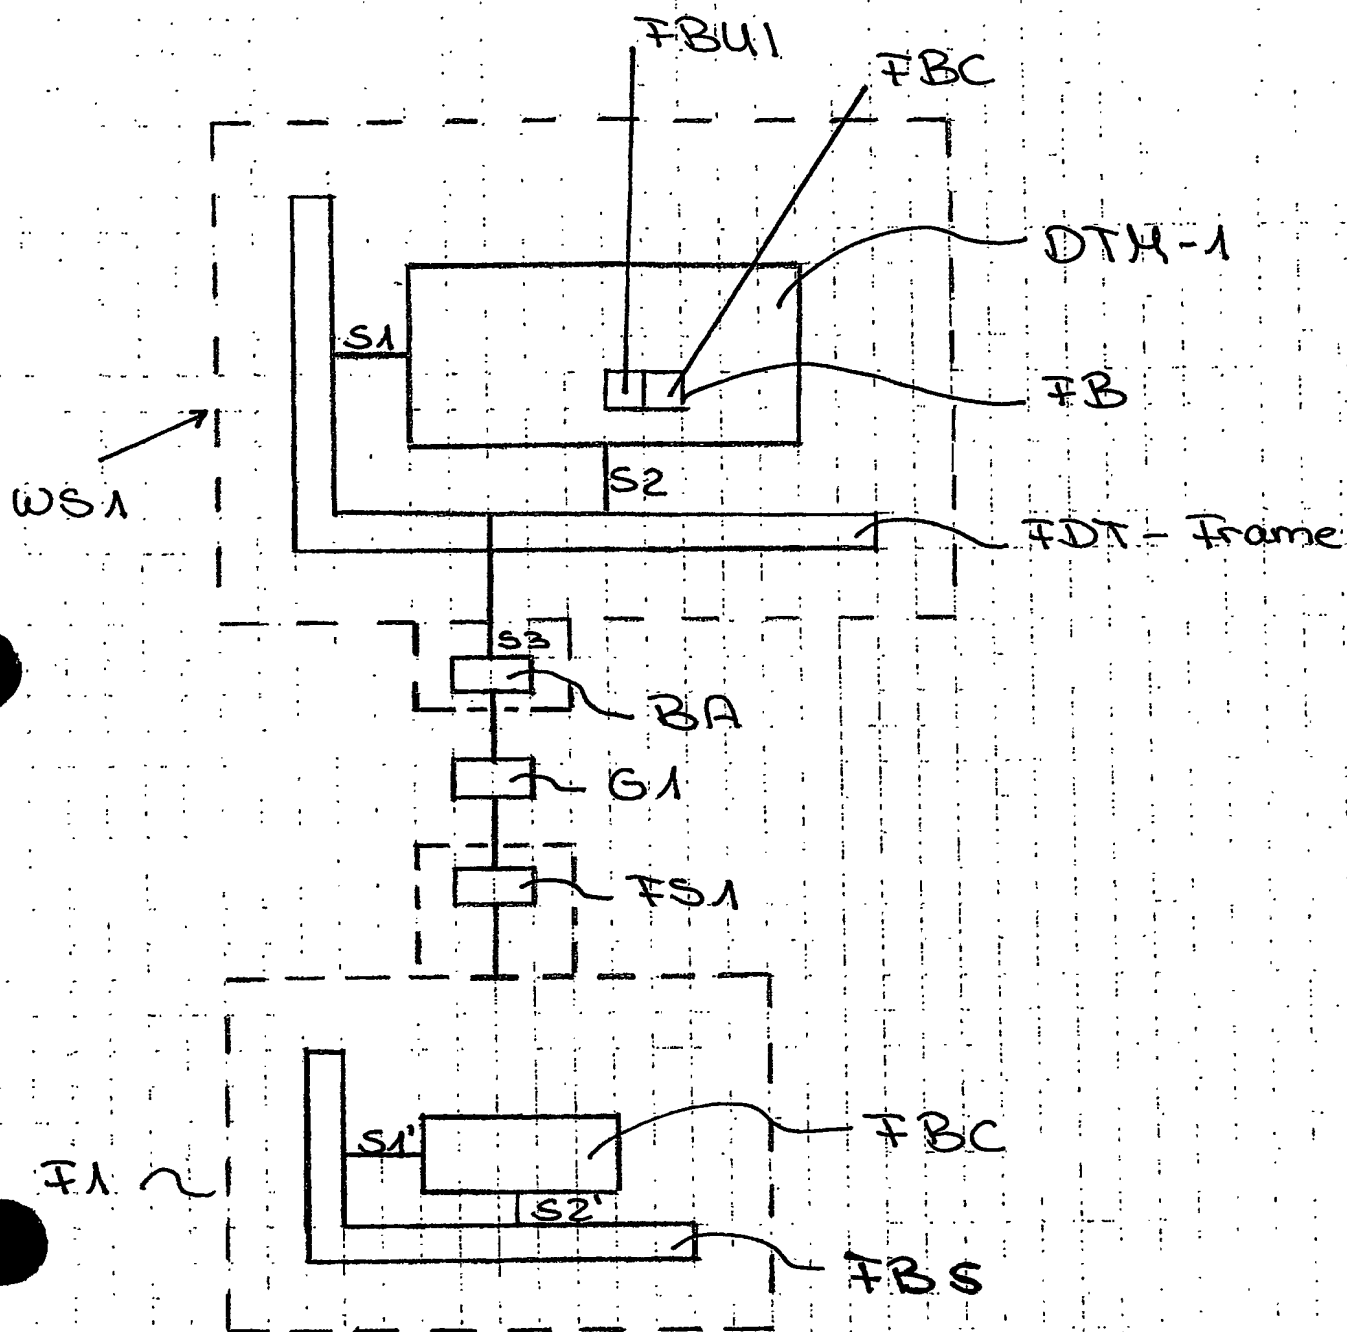 FBUI
FBC
DTM-1
S1
FB
S2
WS1
FDT-Frame
S3
BA
G1
FS1
FBC
S1'
F1
S2'
FBS